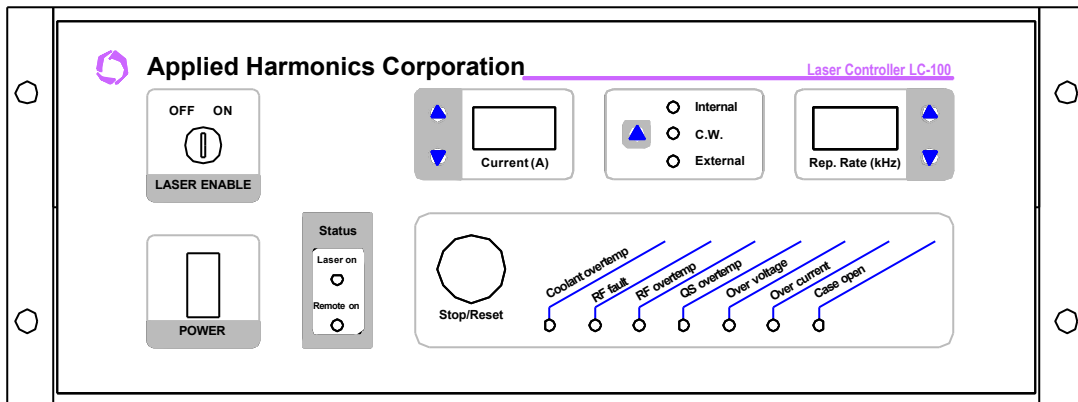 Applied Harmonics Corporation
Laser Controller LC-100
OFF ON
LASER ENABLE
Current (A)
Internal
C.W.
External
Rep. Rate (kHz)
POWER
Status
Laser on
Remote on
Stop/Reset
Coolant overtemp
RF fault
RF overtemp
QS overtemp
Over voltage
Over current
Case open